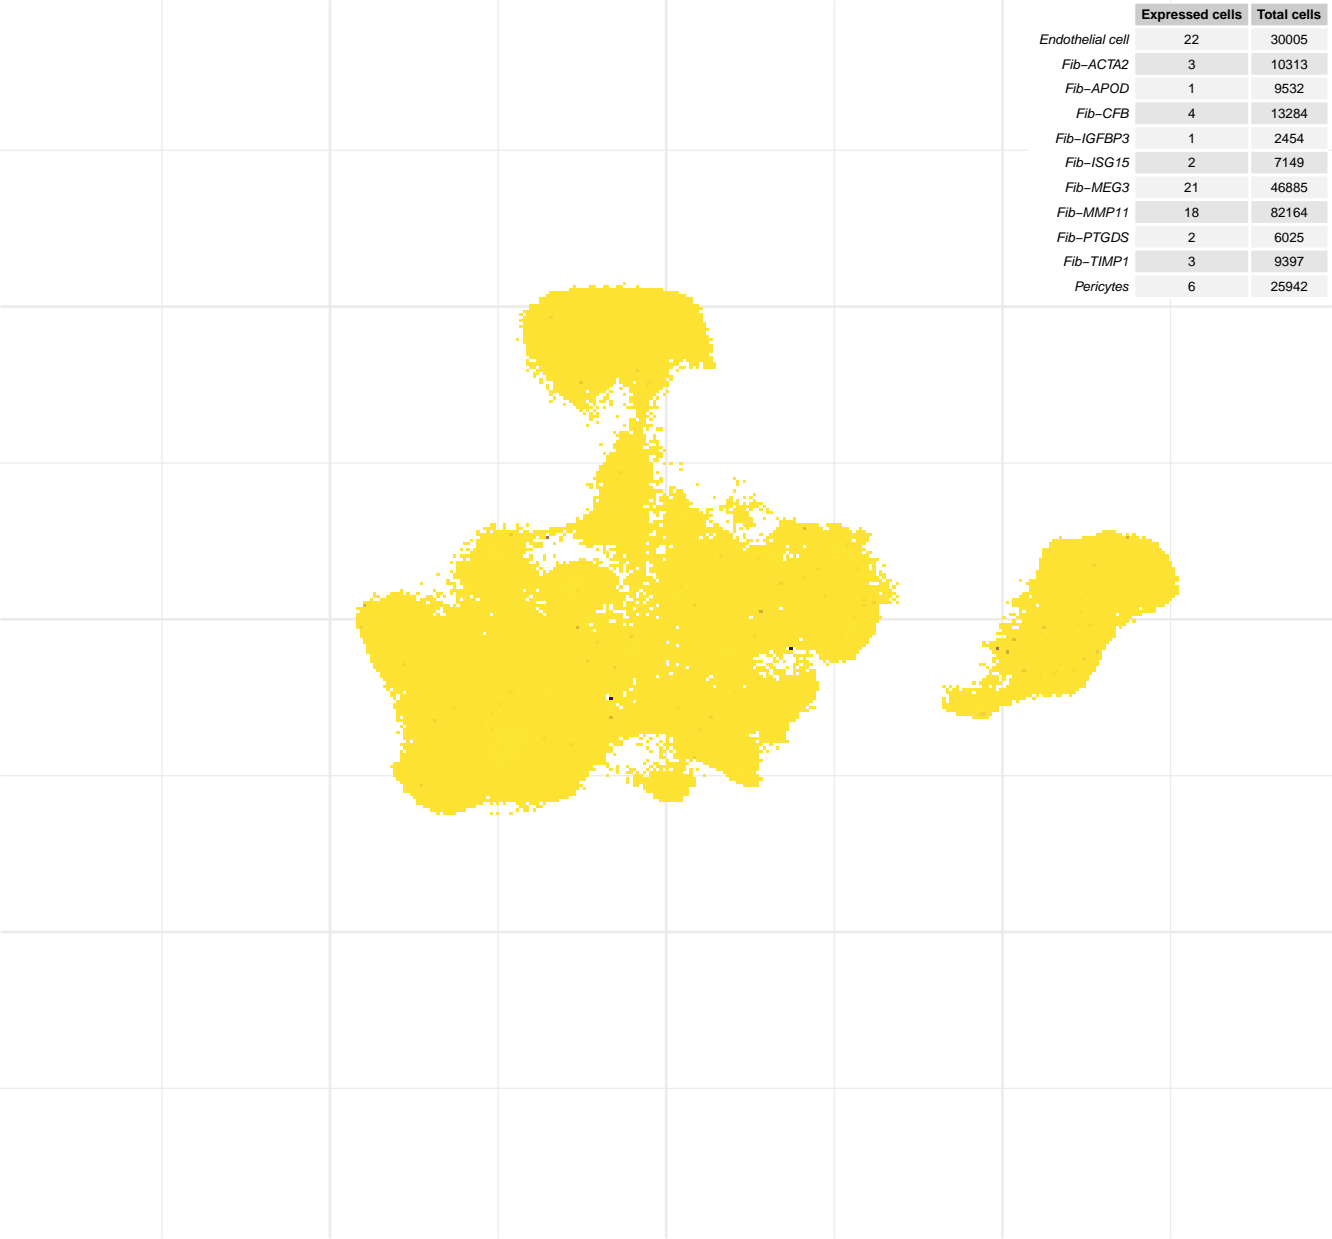 Expressed cells Total cells
Endothelial cell 22 30005
Fib−ACTA2 3 10313
Fib−APOD 1 9532
Fib−CFB 4 13284
Fib−IGFBP3 1 2454
Fib−ISG15 2 7149
Fib−MEG3 21 46885
Fib−MMP11 18 82164
Fib−PTGDS 2 6025
Fib−TIMP1 3 9397
Pericytes 6 25942